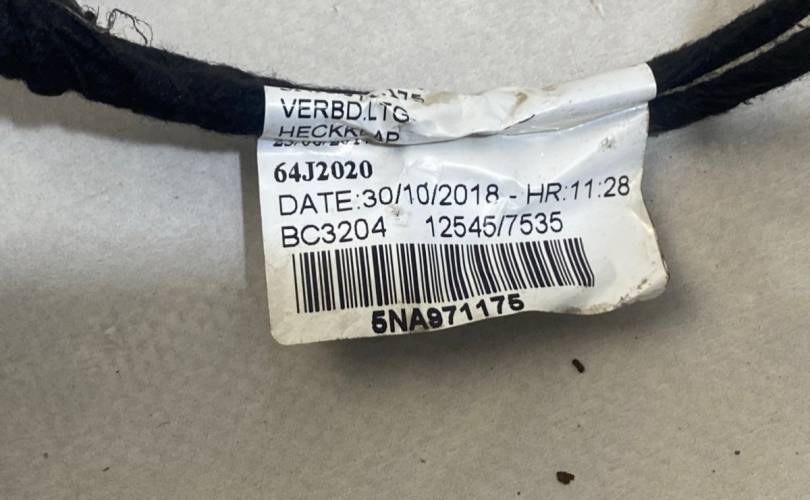 VERBD.LTG.
HECKKLAP
64J2020
DATE:30/10/2018 - HR:11:28
BC3204 12545/7535
5NA971175